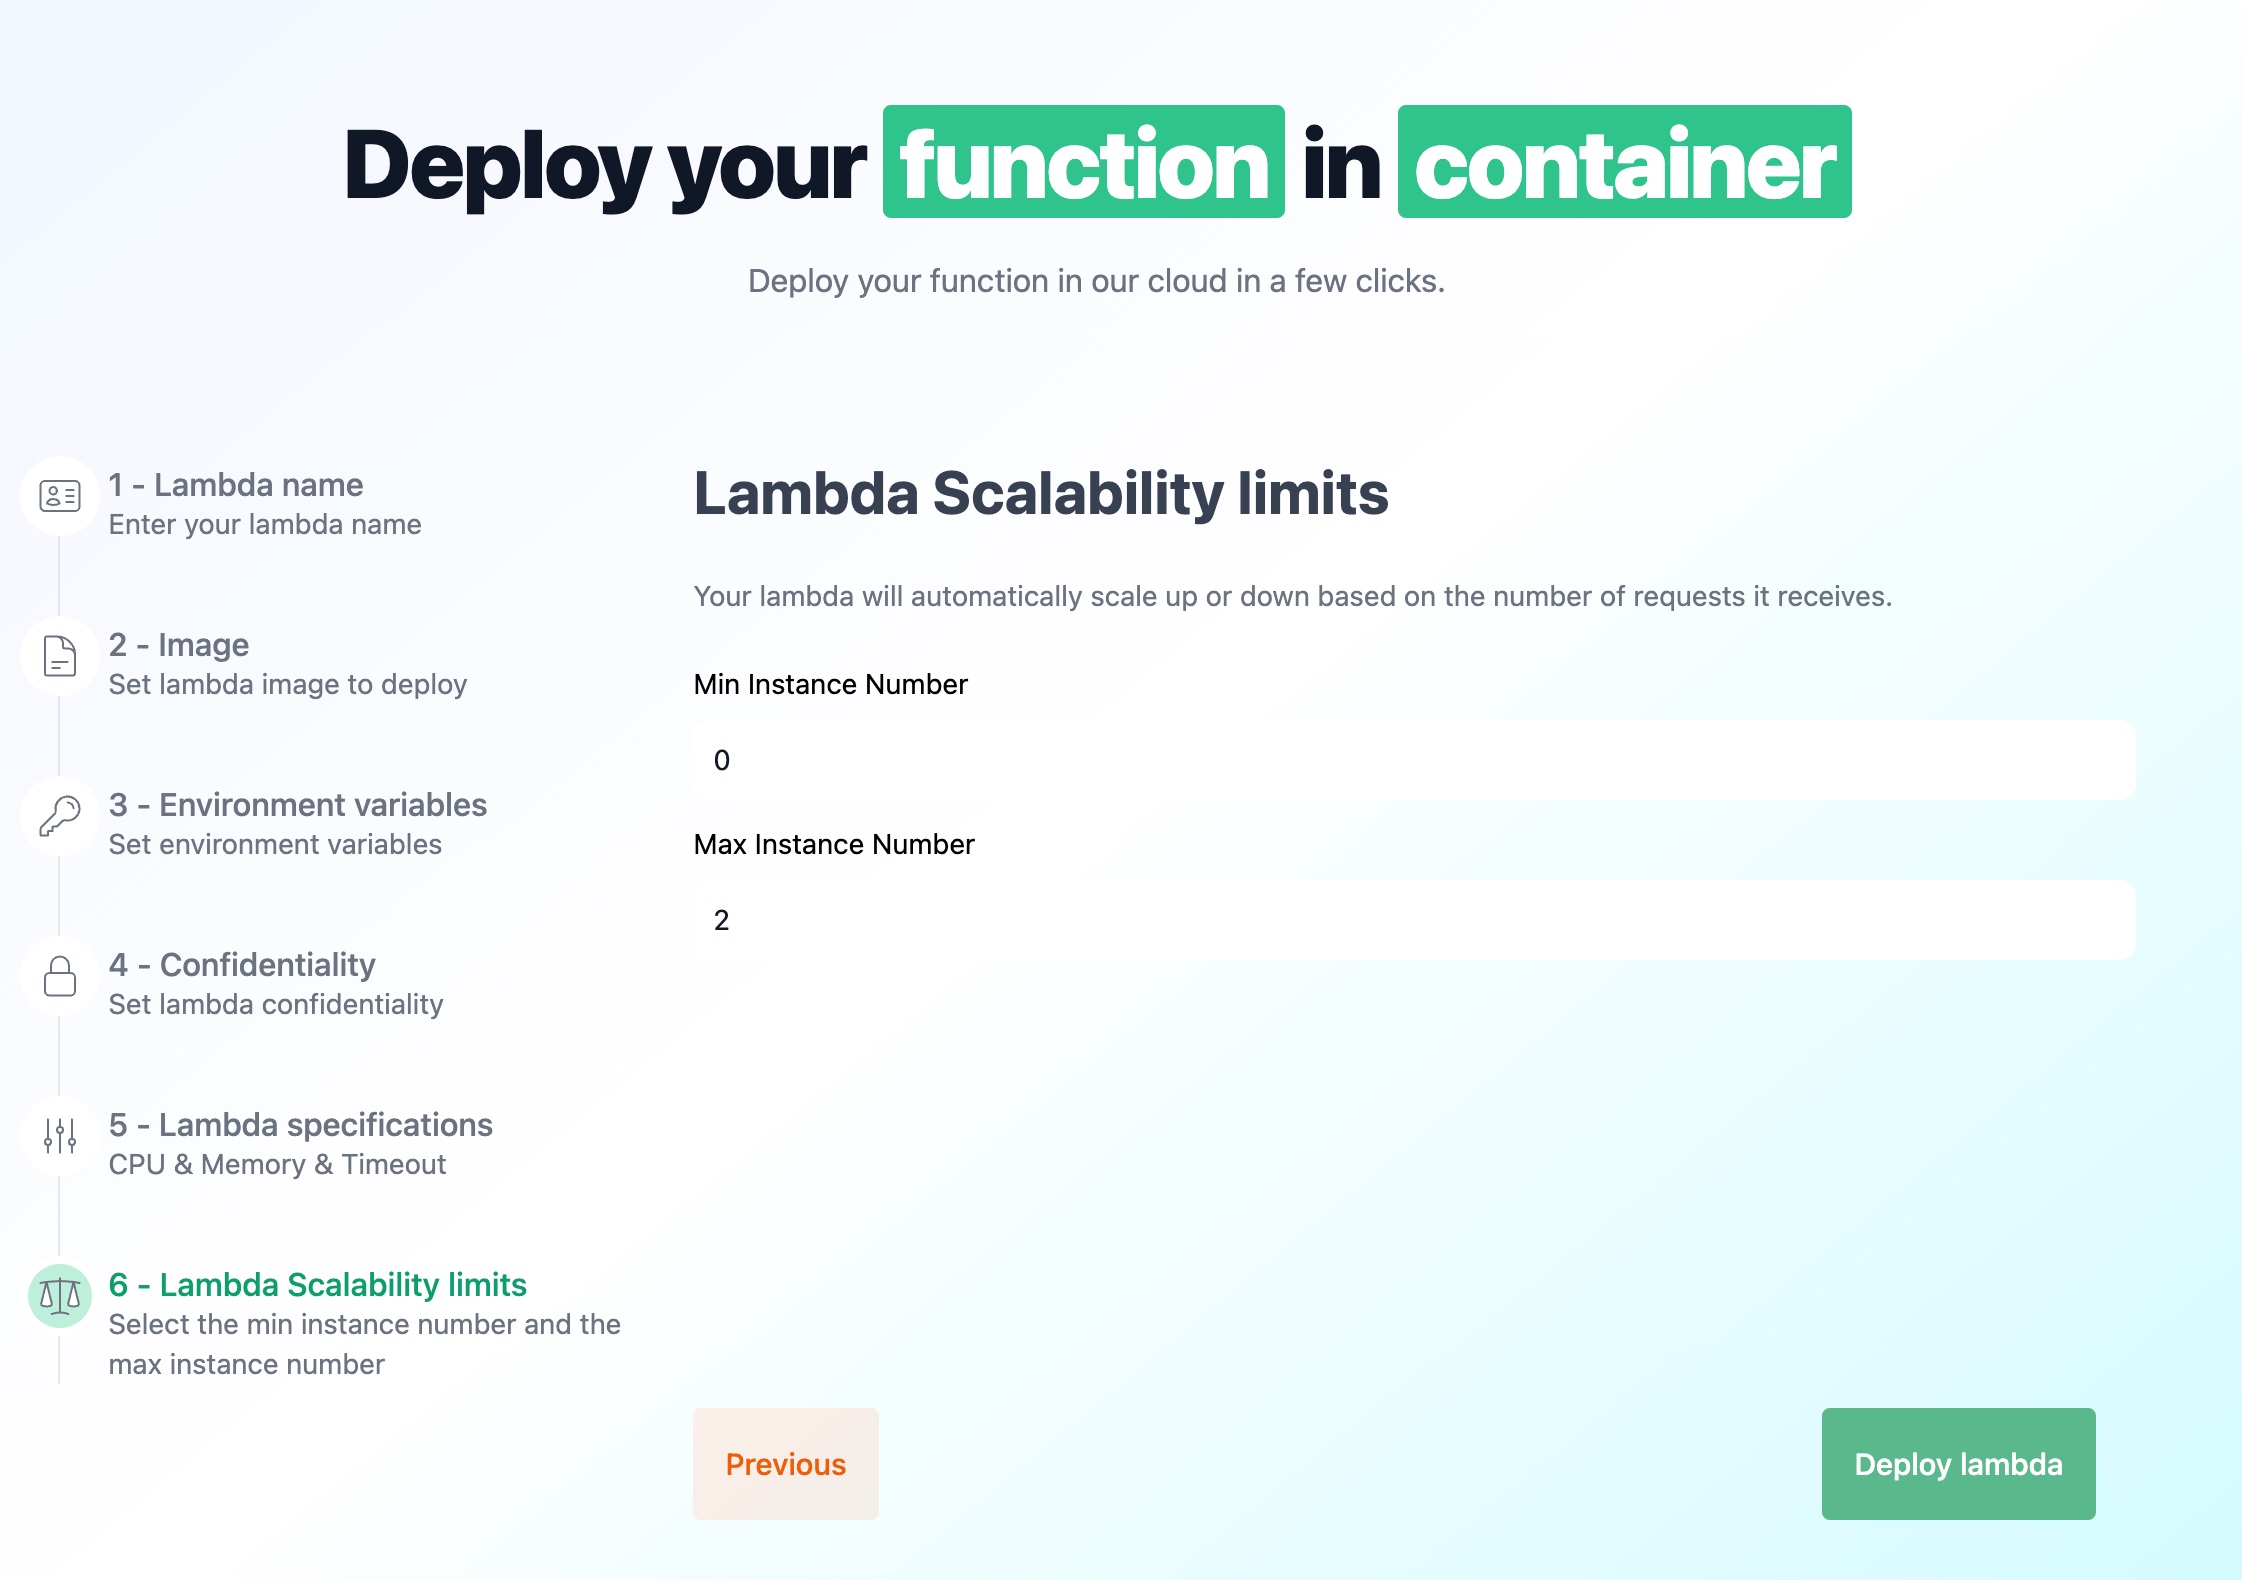 Deploy your function in container
Deploy your function in our cloud in a few clicks.
1 - Lambda name
Enter your lambda name
2 - Image
Set lambda image to deploy
3 - Environment variables
Set environment variables
4 - Confidentiality
Set lambda confidentiality
5 - Lambda specifications
CPU & Memory & Timeout
6 - Lambda Scalability limits
Select the min instance number and the
max instance number
Lambda Scalability limits
Your lambda will automatically scale up or down based on the number of requests it receives.
Min Instance Number
0
Max Instance Number
2
Previous
Deploy lambda